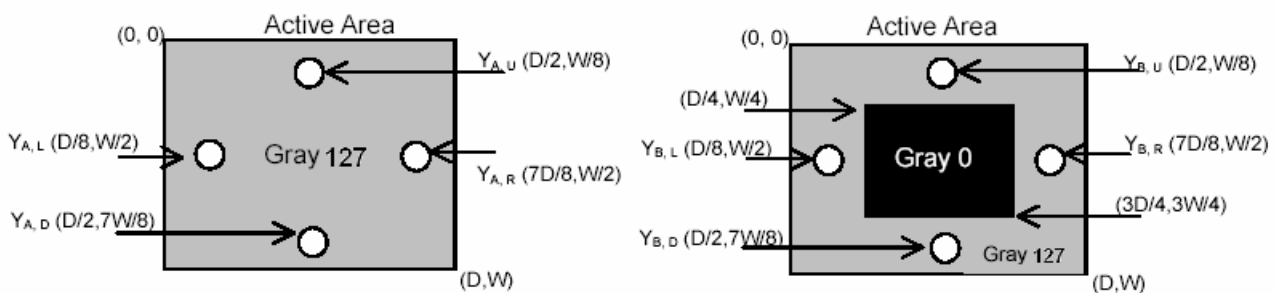 Active Area
(0, 0)
Y_A, U (D/2,W/8)
Y_A, L (D/8,W/2)
Gray 127
Y_A, R (7D/8,W/2)
Y_A, D (D/2,7W/8)
(D,W)
Active Area
(0, 0)
Y_B, U (D/2,W/8)
(D/4,W/4)
Y_B, L (D/8,W/2)
Gray 0
Y_B, R (7D/8,W/2)
(3D/4,3W/4)
Y_B, D (D/2,7W/8)
Gray 127
(D,W)